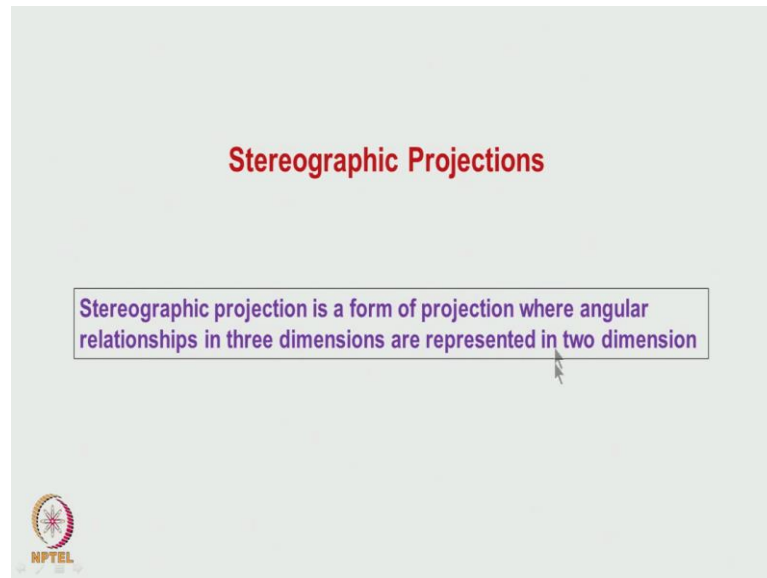 Stereographic Projections
Stereographic projection is a form of projection where angular
relationships in three dimensions are represented in two dimension
NPTEL